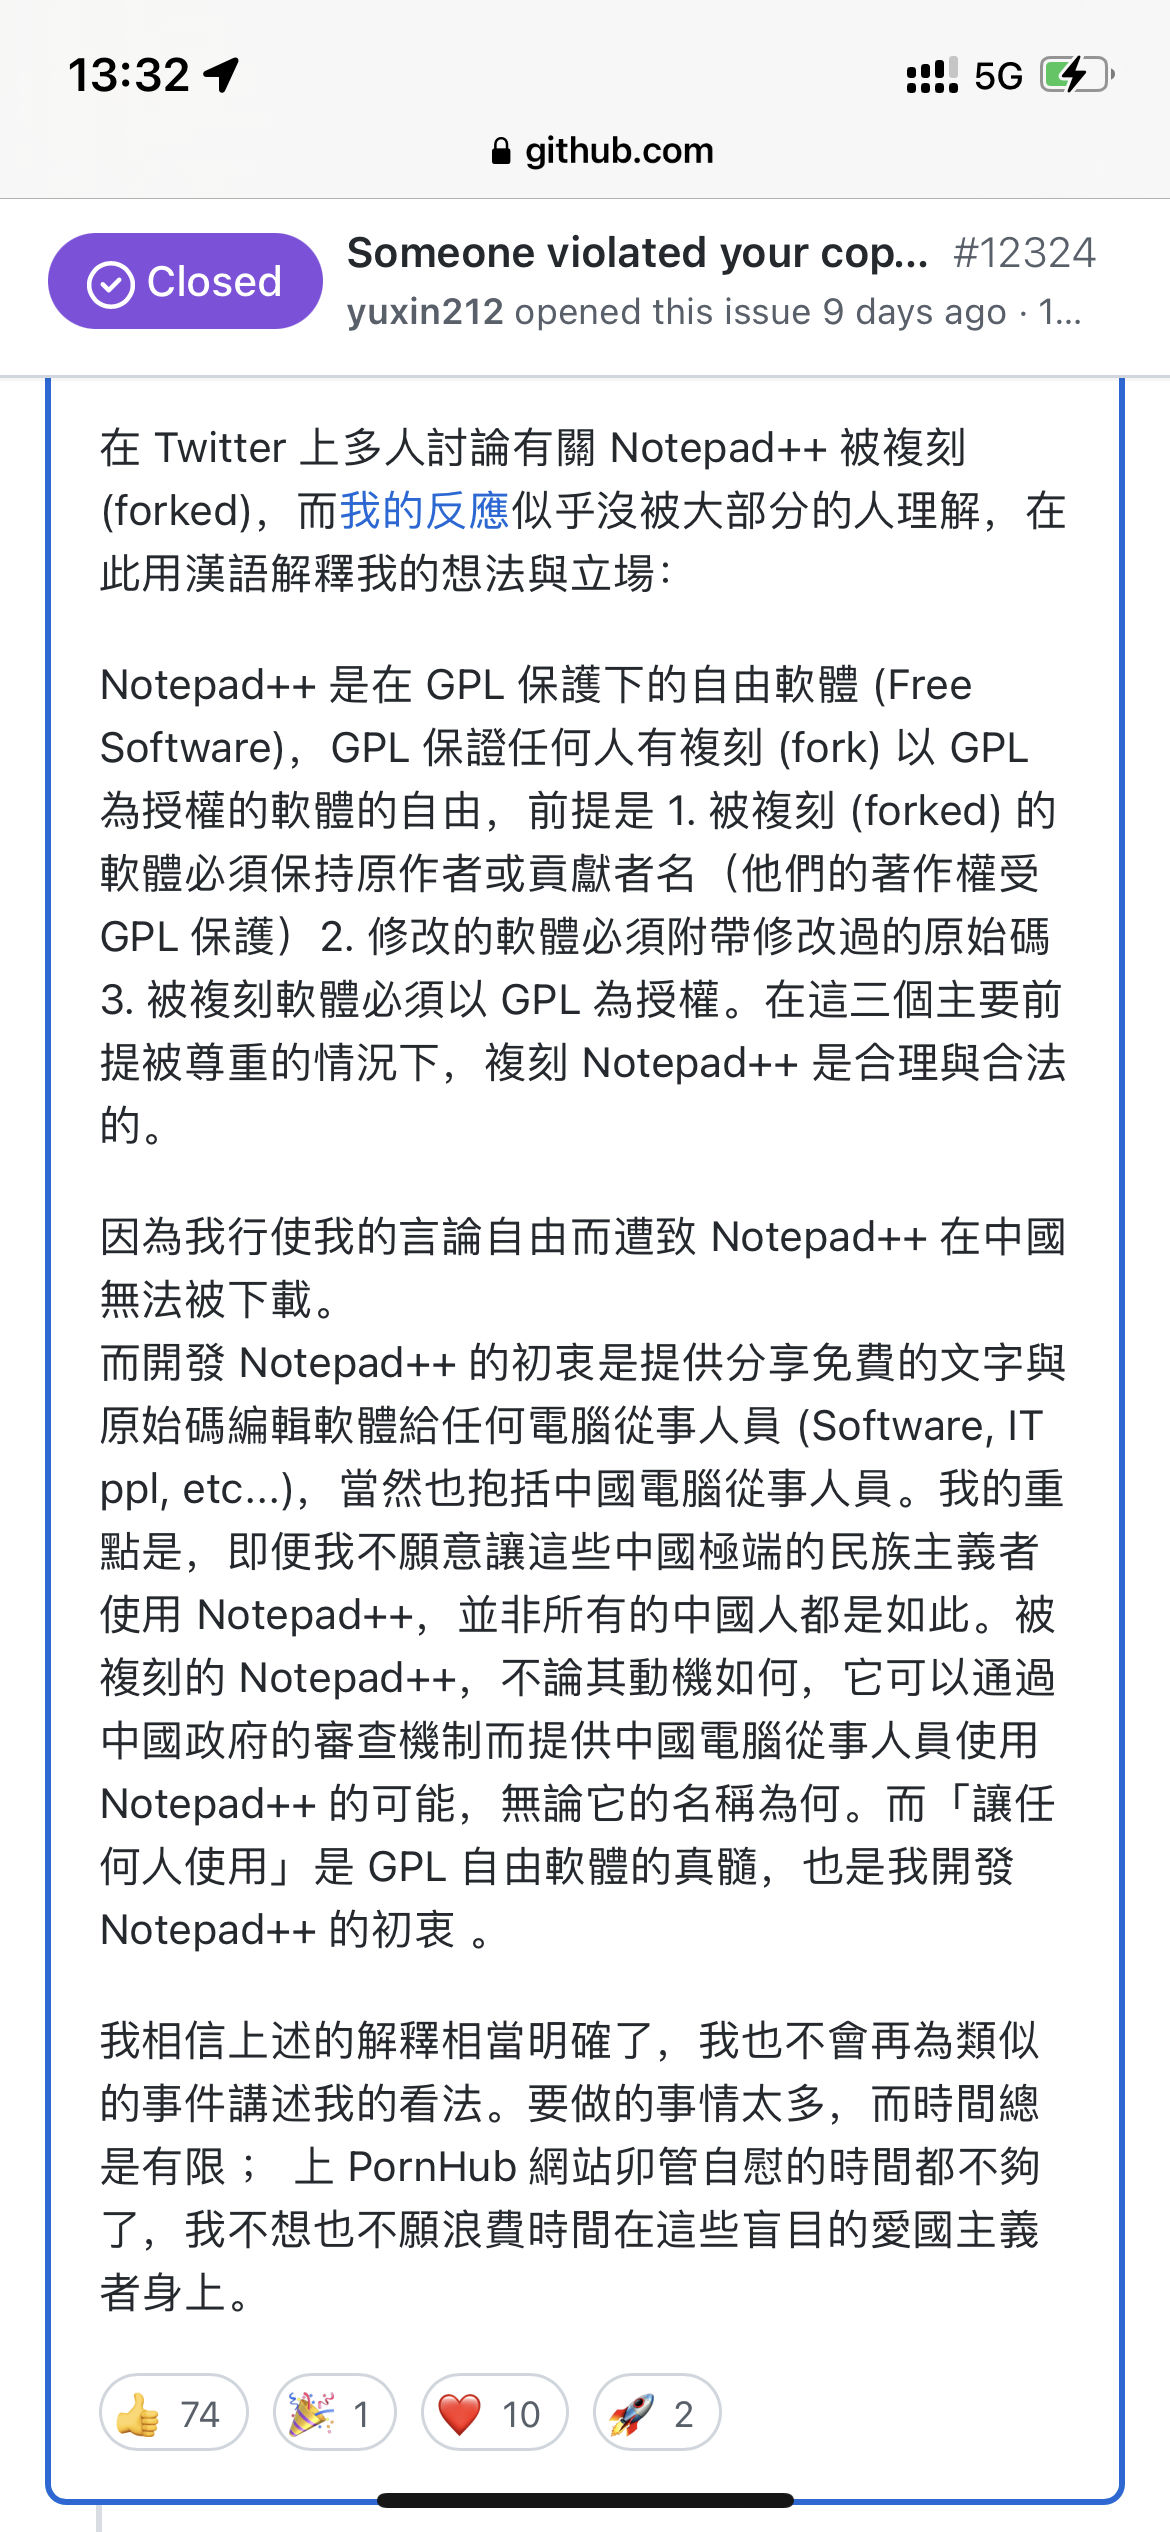 13:32
5G
github.com
Closed
Someone violated your cop... #12324
yuxin212 opened this issue 9 days ago · 1...
在 Twitter 上多人討論有關 Notepad++ 被複刻
(forked)，而我的反應似乎沒被大部分的人理解，在
此用漢語解釋我的想法與立場：
Notepad++ 是在 GPL 保護下的自由軟體 (Free
Software)，GPL 保證任何人有複刻 (fork) 以 GPL
為授權的軟體的自由，前提是 1. 被複刻 (forked) 的
軟體必須保持原作者或貢獻者名（他們的著作權受
GPL 保護）2. 修改的軟體必須附帶修改過的原始碼
3. 被複刻軟體必須以 GPL 為授權。在這三個主要前
提被尊重的情況下，複刻 Notepad++ 是合理與合法
的。
因為我行使我的言論自由而遭致 Notepad++ 在中國
無法被下載。
而開發 Notepad++ 的初衷是提供分享免費的文字與
原始碼編輯軟體給任何電腦從事人員 (Software, IT
ppl, etc...)，當然也抱括中國電腦從事人員。我的重
點是，即便我不願意讓這些中國極端的民族主義者
使用 Notepad++，並非所有的中國人都是如此。被
複刻的 Notepad++，不論其動機如何，它可以通過
中國政府的審查機制而提供中國電腦從事人員使用
Notepad++ 的可能，無論它的名稱為何。而「讓任
何人使用」是 GPL 自由軟體的真髓，也是我開發
Notepad++ 的初衷 。
我相信上述的解釋相當明確了，我也不會再為類似
的事件講述我的看法。要做的事情太多，而時間總
是有限； 上 PornHub 網站卯管自慰的時間都不夠
了，我不想也不願浪費時間在這些盲目的愛國主義
者身上。
74
1
10
2